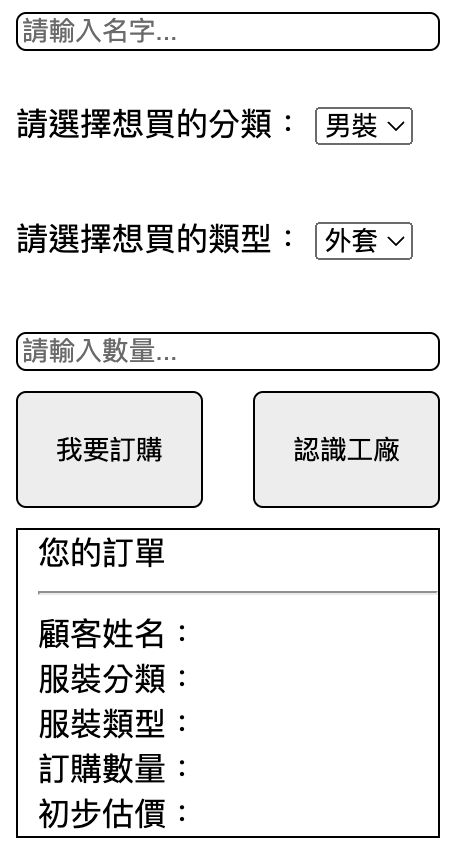 請輸入名字...
請選擇想買的分類： 男裝
請選擇想買的類型： 外套
請輸入數量...
我要訂購 認識工廠
您的訂單
顧客姓名：
服裝分類：
服裝類型：
訂購數量：
初步估價：